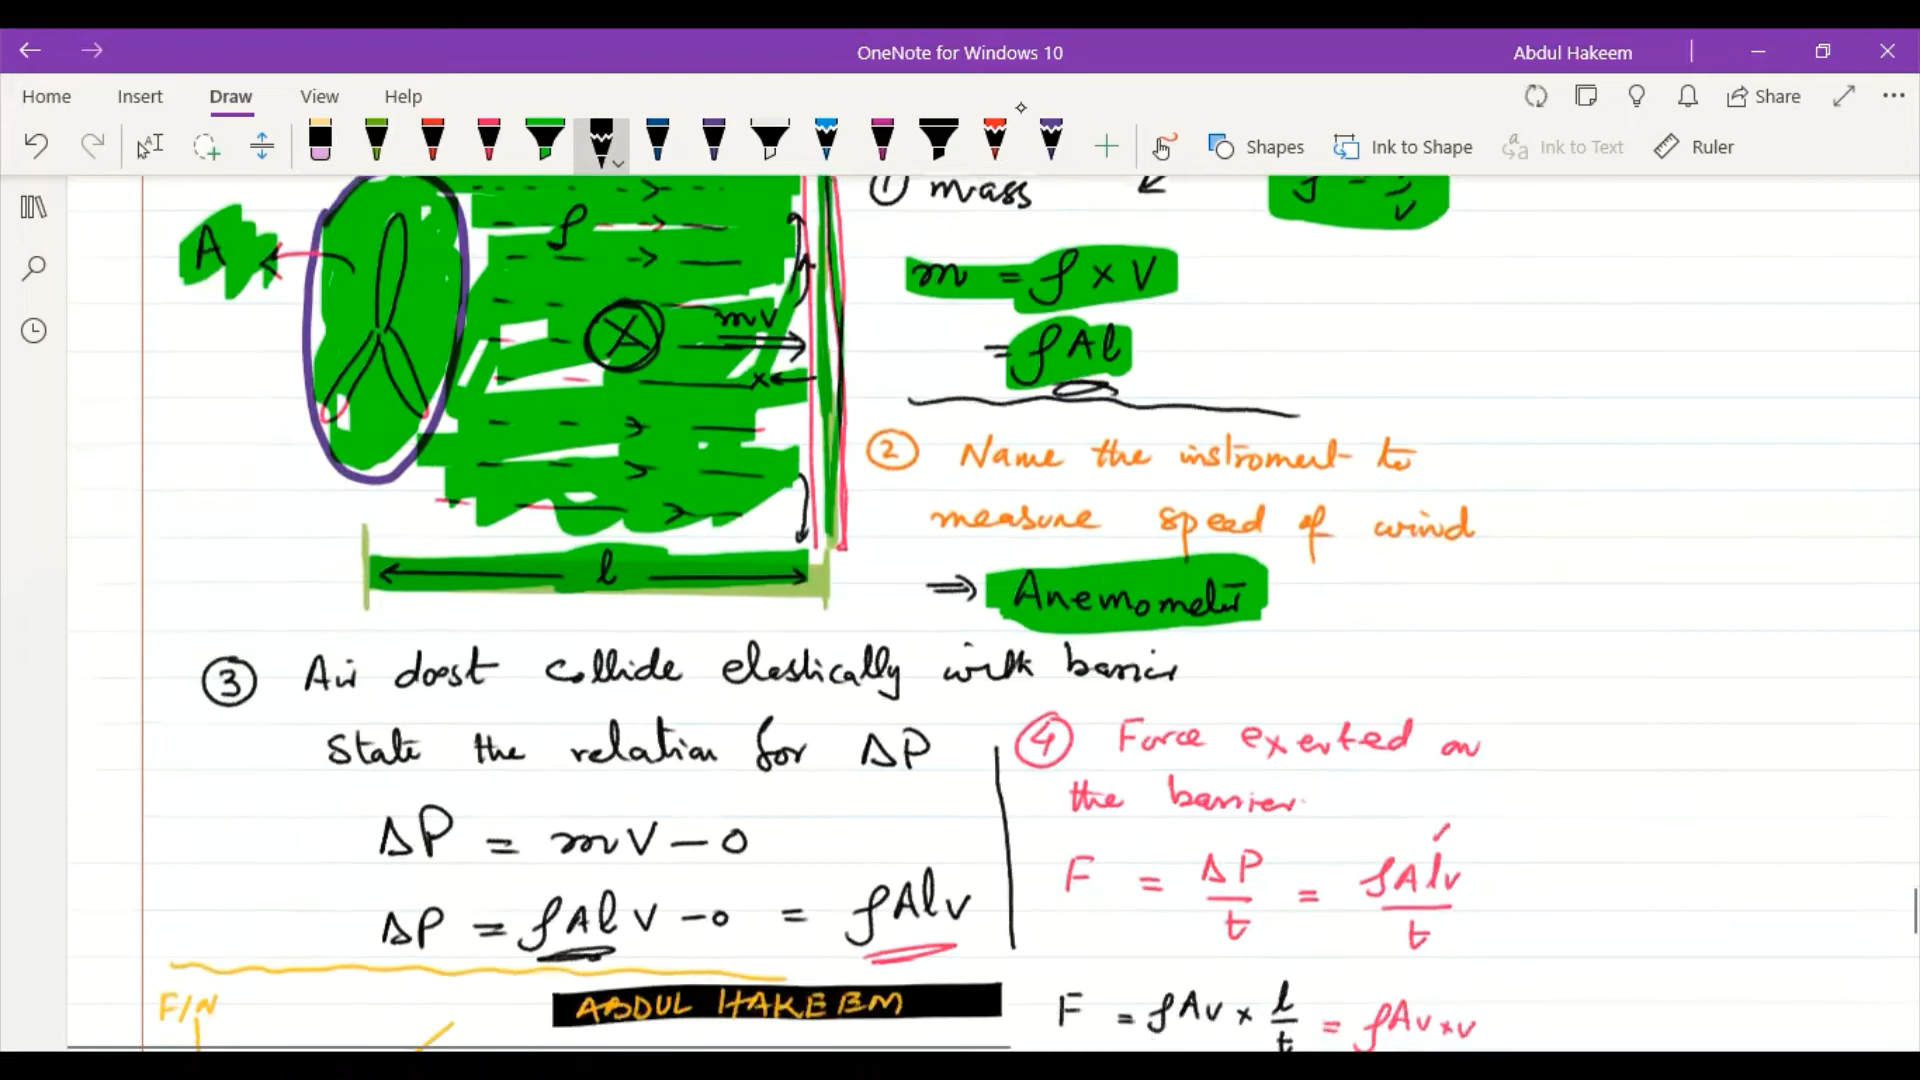 OneNote for Windows 10
Abdul Hakeem
Home Insert Draw View Help
Share
Shapes
Ink to Shape
Ink to Text
Ruler
① mass
A
ρ
mv
x
l
m = ρ × V
= ρAl
② Name the instroment to
measure speed of wind
⇒ Anemometer
③ Air doest collide elastically with barrier
State the relation for ΔP
ΔP = mV - 0
ΔP = ρAl V - 0 = ρAlv
④ Force exerted on
the barrier.
F = ΔP/t = ρAlv/t
F = ρAv × l/t = ρAv×v
F/N
ABDUL HAKEEM